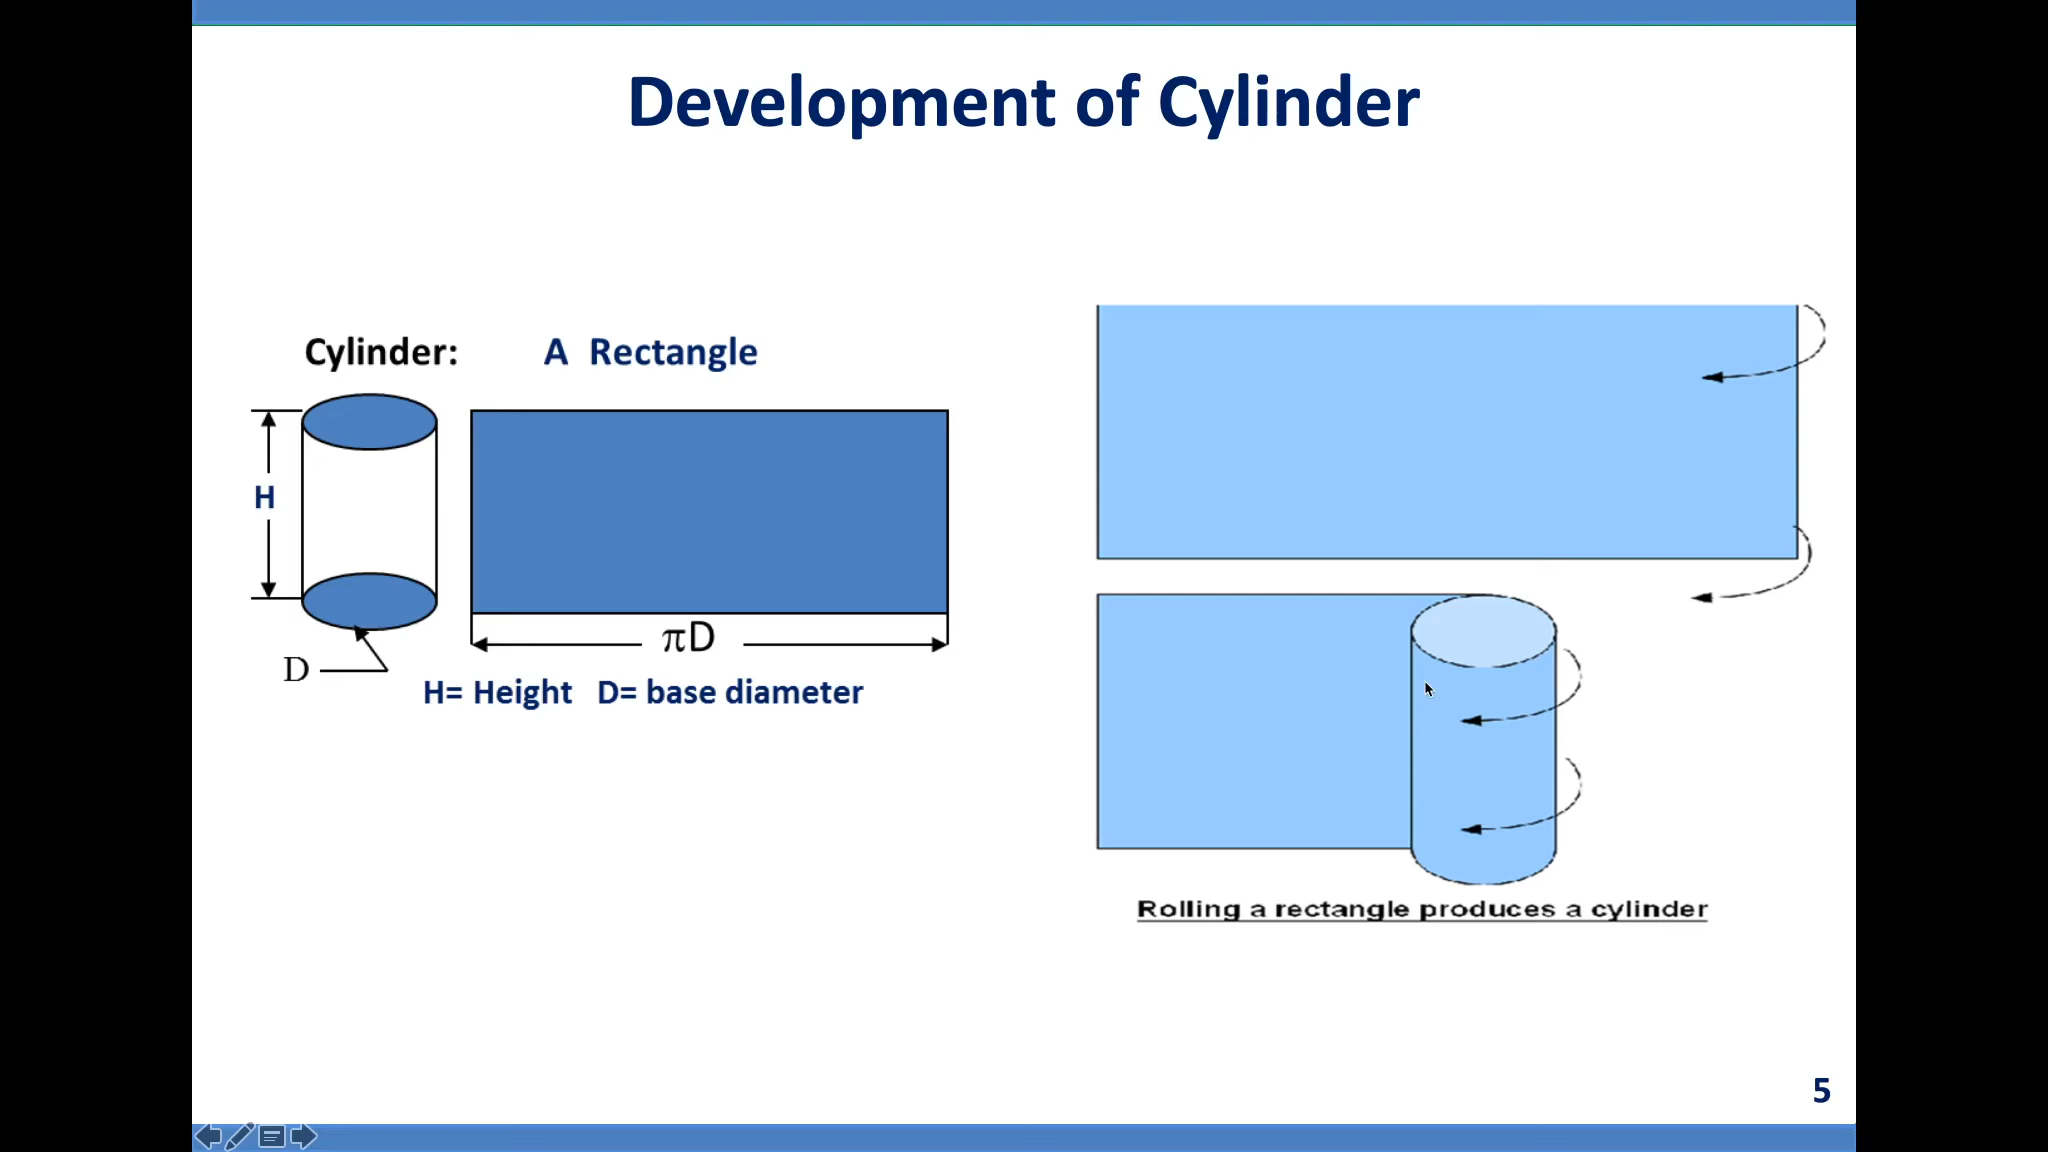 Development of Cylinder
Cylinder: A Rectangle
H
πD
D
H= Height D= base diameter
Rolling a rectangle produces a cylinder
5